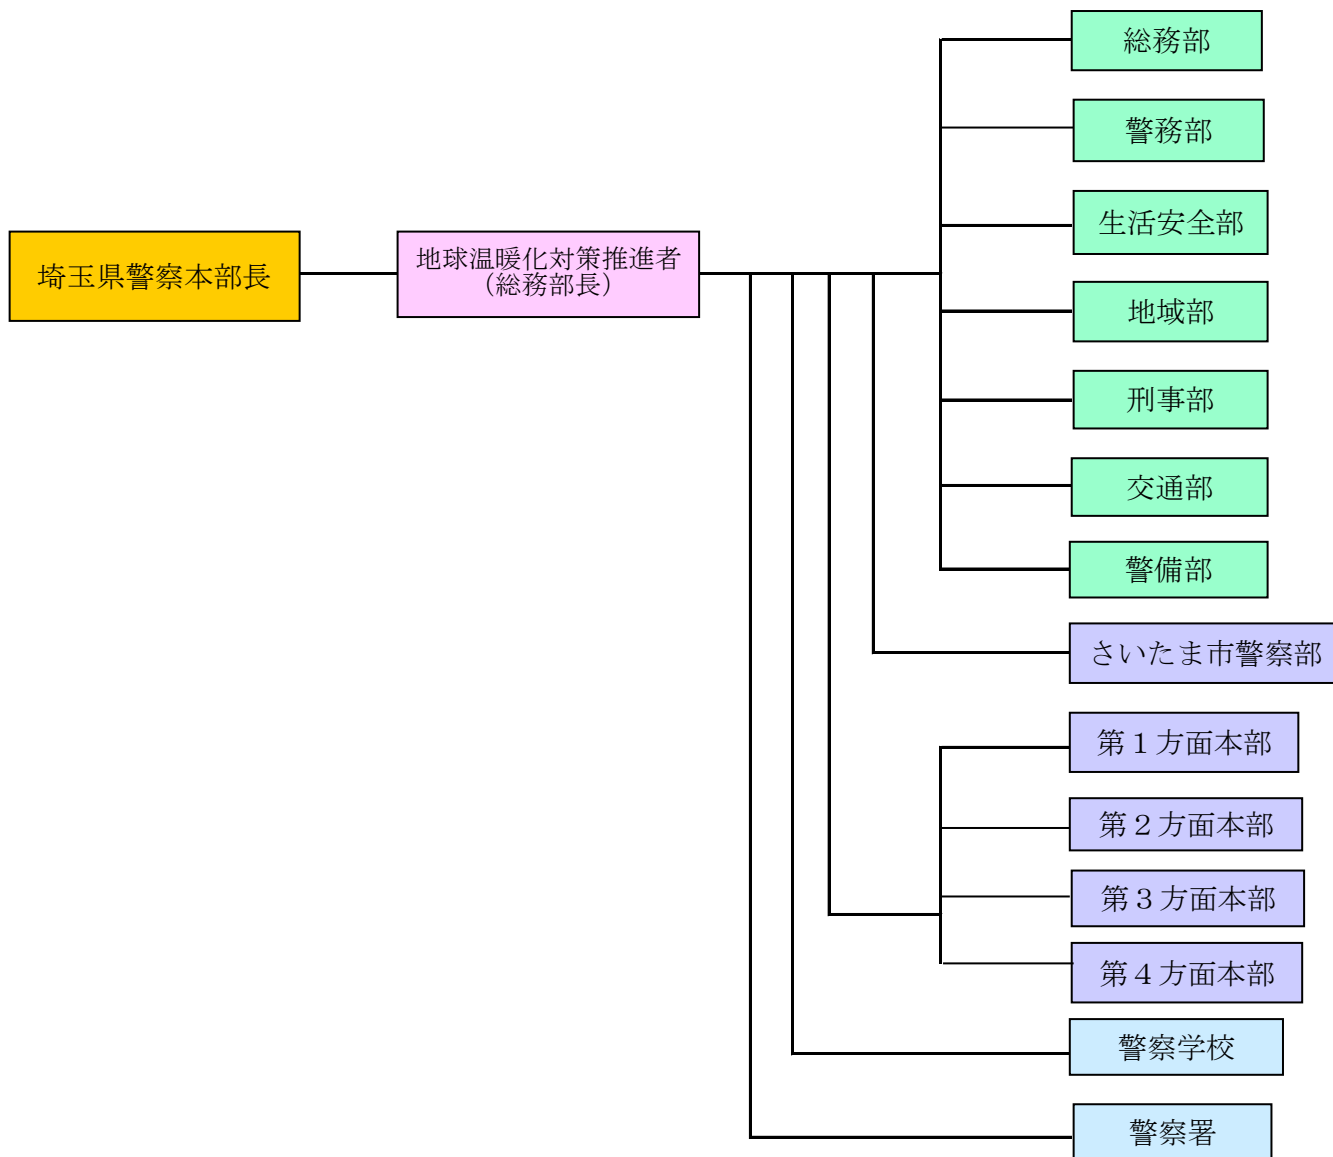 埼玉県警察本部長
地球温暖化対策推進者
（総務部長）
総務部
警務部
生活安全部
地域部
刑事部
交通部
警備部
さいたま市警察部
第１方面本部
第２方面本部
第３方面本部
第４方面本部
警察学校
警察署